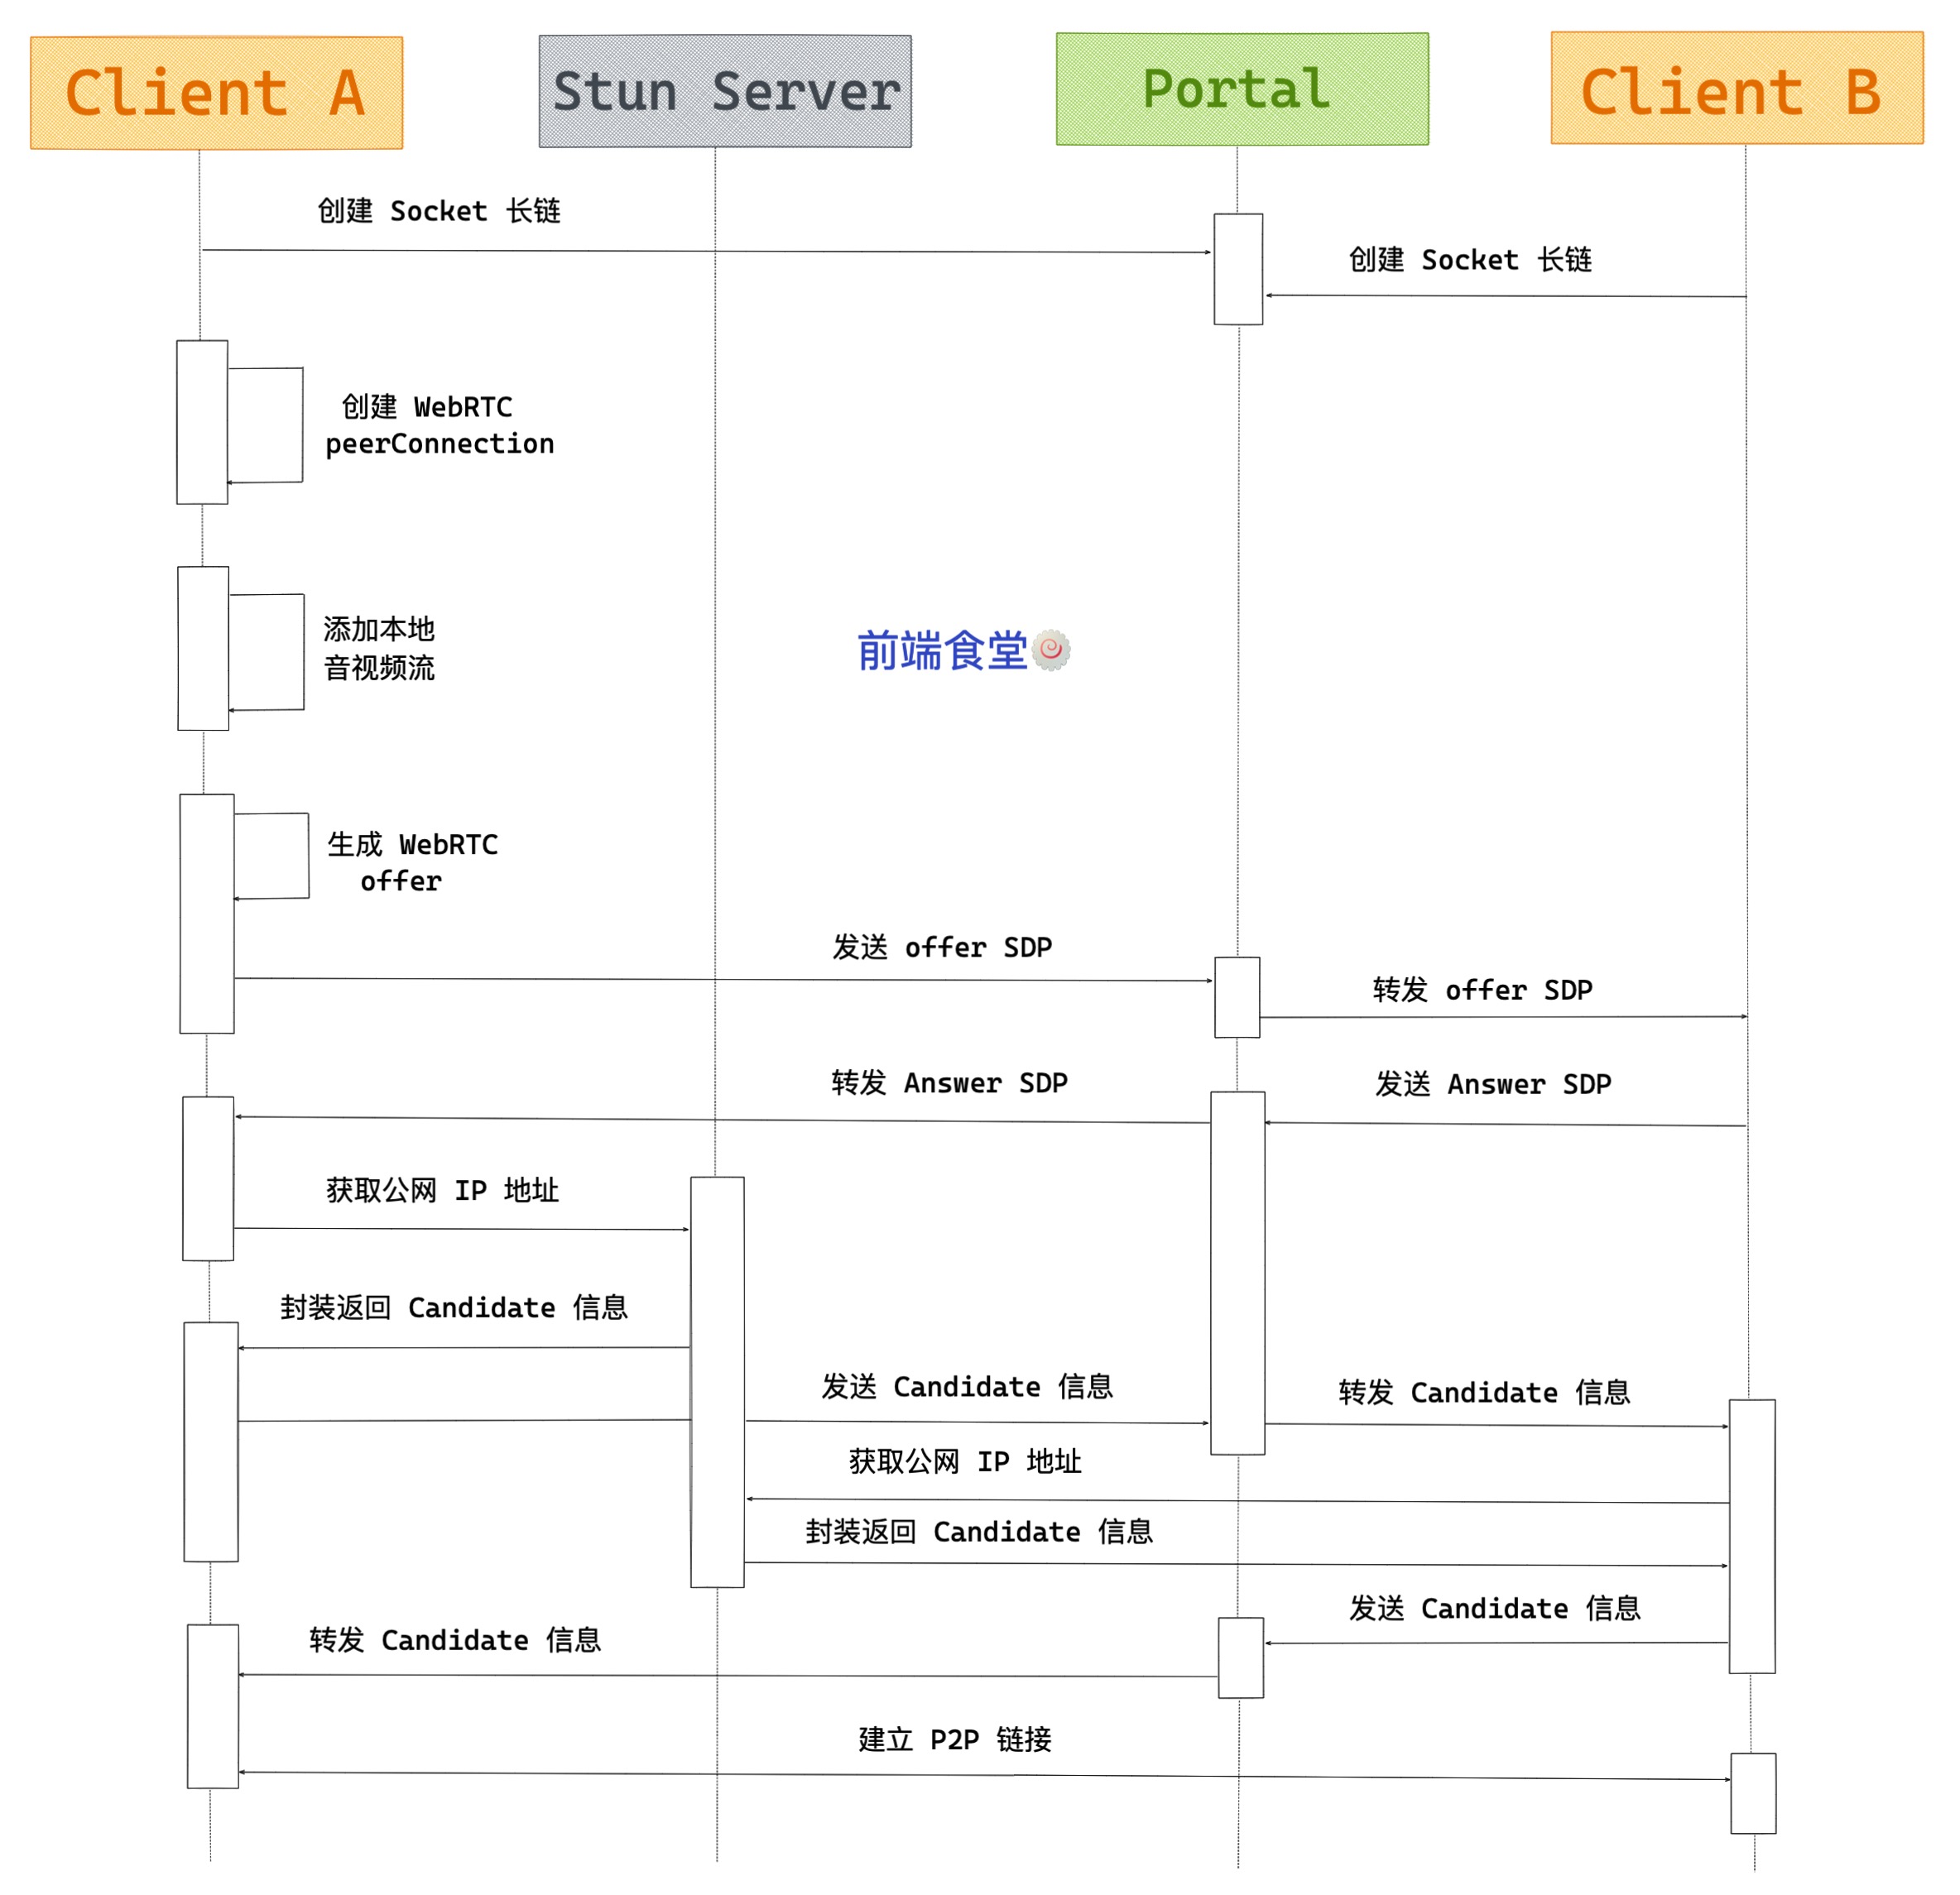 Client A
Stun Server
Portal
Client B
创建 Socket 长链
创建 Socket 长链
创建 WebRTC
peerConnection
添加本地
音视频流
前端食堂
生成 WebRTC
offer
发送 offer SDP
转发 offer SDP
转发 Answer SDP
发送 Answer SDP
获取公网 IP 地址
封装返回 Candidate 信息
发送 Candidate 信息
转发 Candidate 信息
获取公网 IP 地址
封装返回 Candidate 信息
发送 Candidate 信息
转发 Candidate 信息
建立 P2P 链接